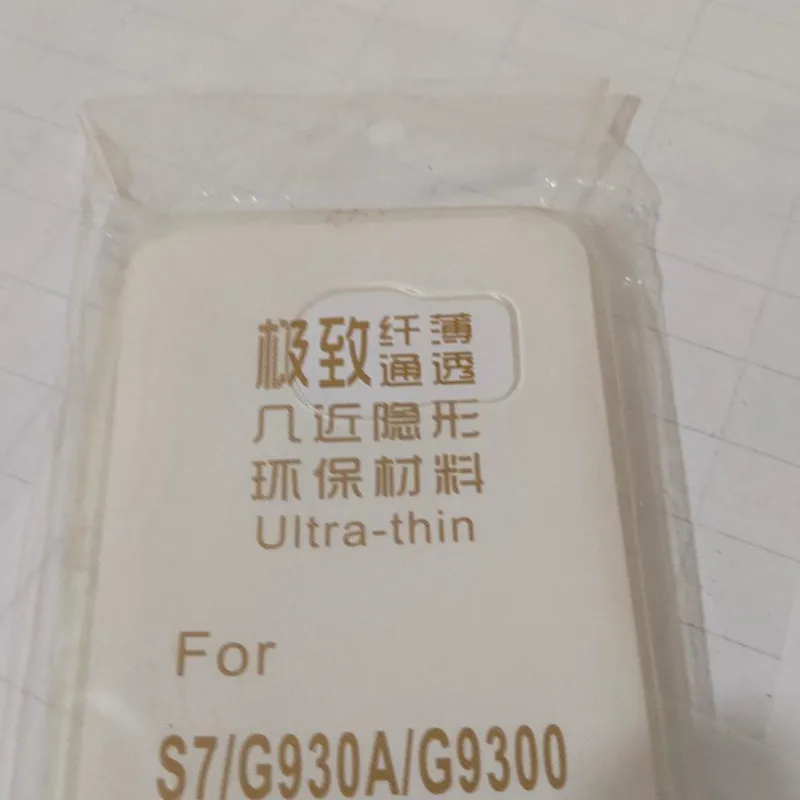 极致纤薄
通透
几近隐形
环保材料
Ultra-thin
For
S7/G930A/G9300